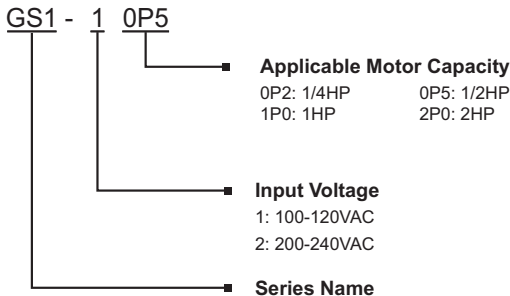 GS1 - 1 0P5
Applicable Motor Capacity
0P2: 1/4HP 0P5: 1/2HP
1P0: 1HP 2P0: 2HP
Input Voltage
1: 100-120VAC
2: 200-240VAC
Series Name